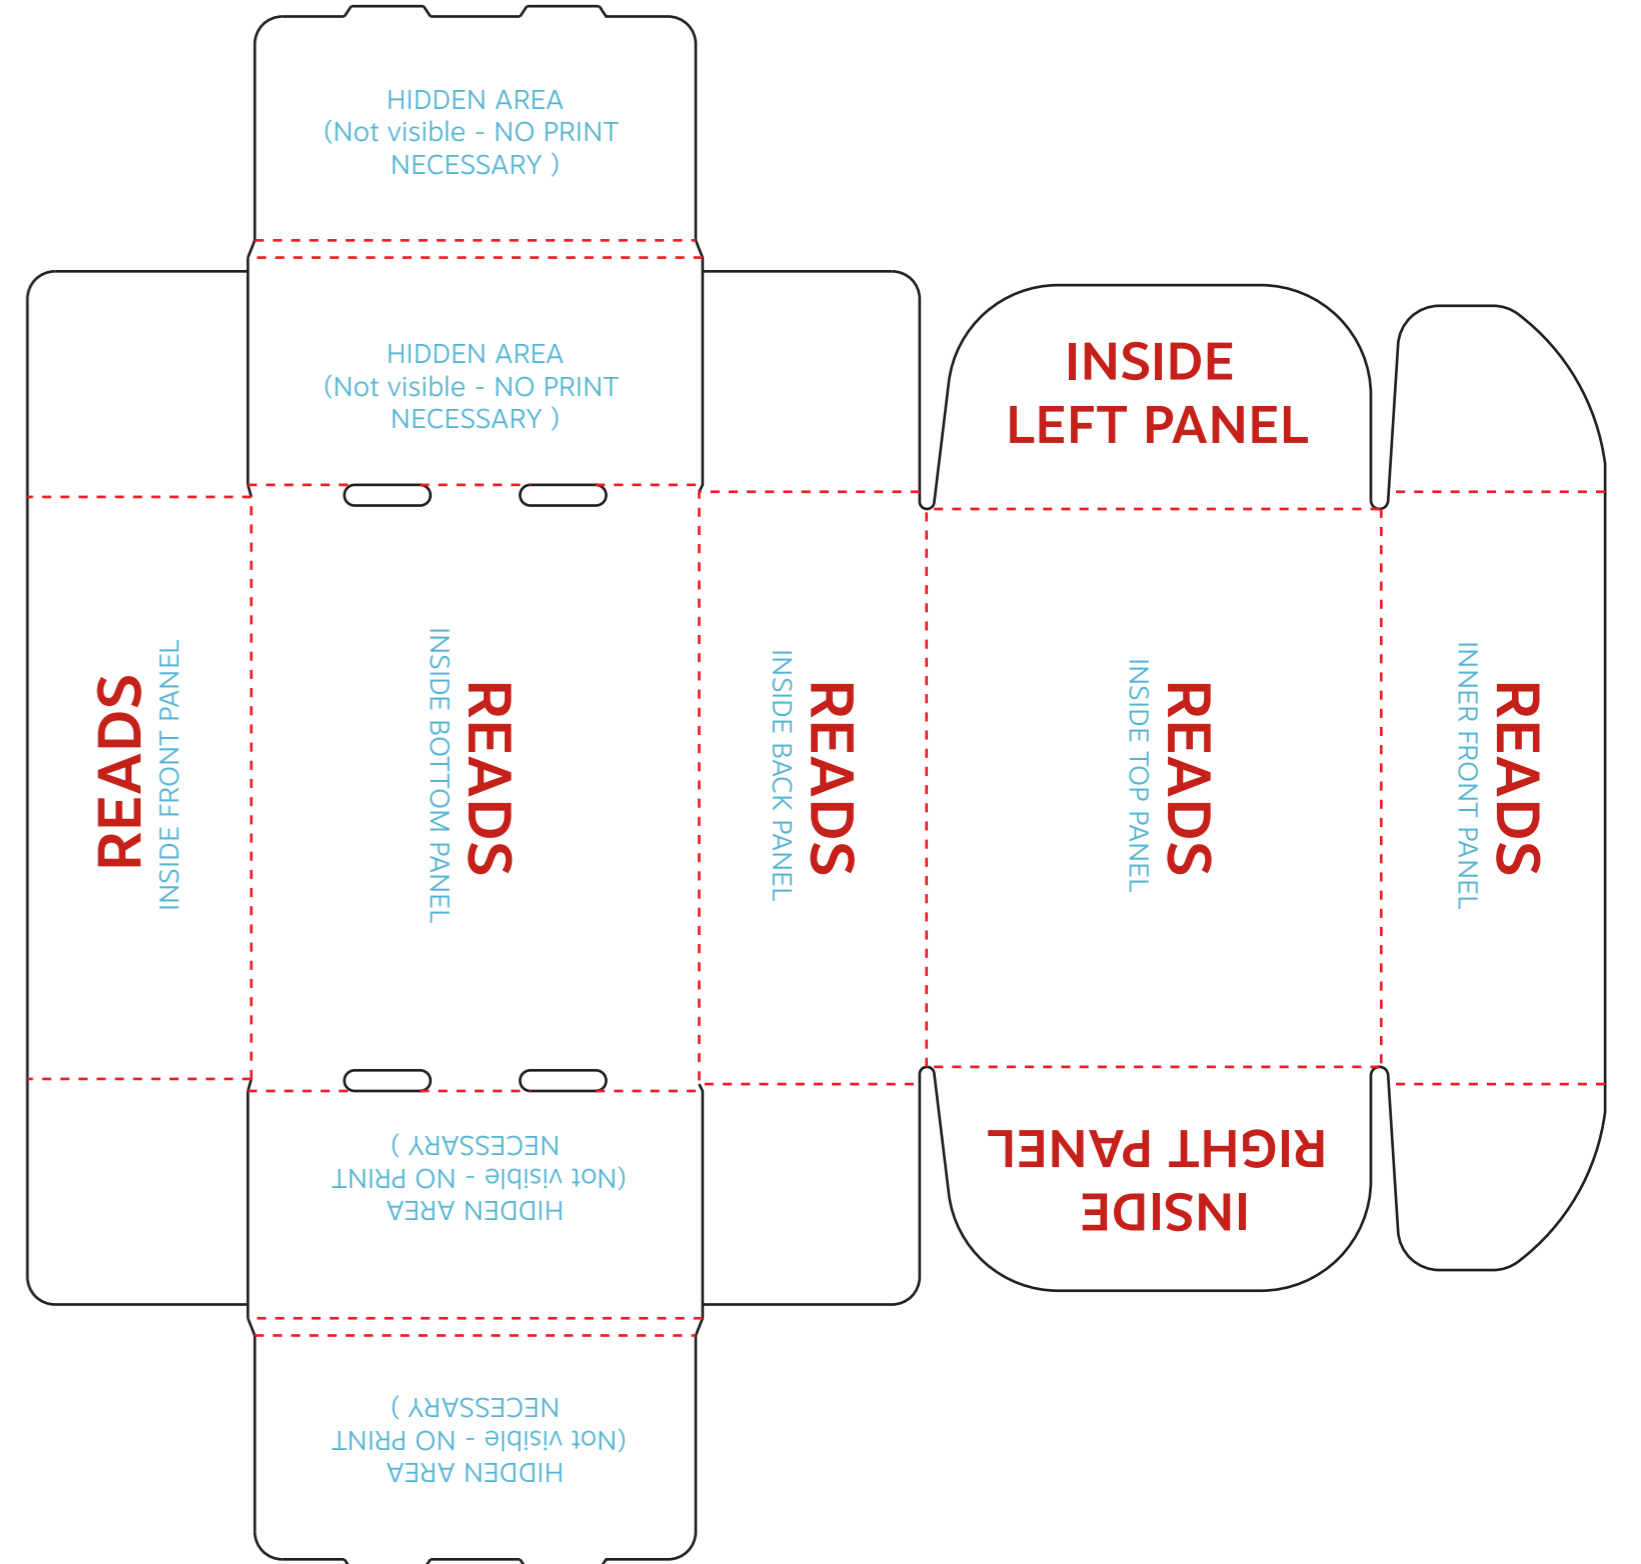 HIDDEN AREA
(Not visible - NO PRINT
NECESSARY )
HIDDEN AREA
(Not visible - NO PRINT
NECESSARY )
INSIDE
LEFT PANEL
READS
INSIDE FRONT PANEL
READS
INSIDE BOTTOM PANEL
READS
INSIDE BACK PANEL
READS
INSIDE TOP PANEL
READS
INNER FRONT PANEL
HIDDEN AREA
(Not visible - NO PRINT
NECESSARY )
INSIDE
RIGHT PANEL
HIDDEN AREA
(Not visible - NO PRINT
NECESSARY )